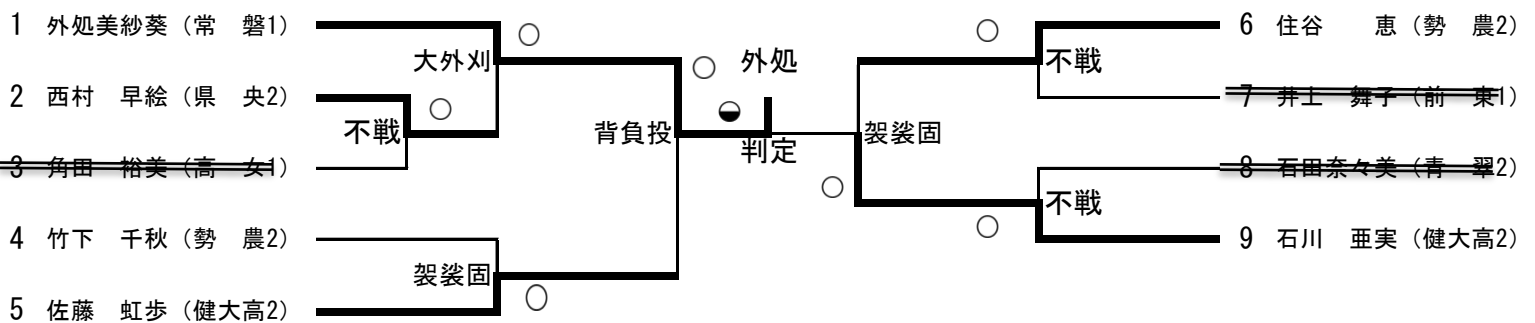 1 外処美紗葵（常　磐1）
2 西村　早絵（県　央2）
3 角田　裕美（高　女1）
4 竹下　千秋（勢　農2）
5 佐藤　虹歩（健大高2）
大外刈
不戦
袈裟固
背負投
外処
判定
袈裟固
不戦
不戦
6 住谷　　恵（勢　農2）
7 井上　舞子（前　東1）
8 石田奈々美（青　翠2）
9 石川　亜実（健大高2）